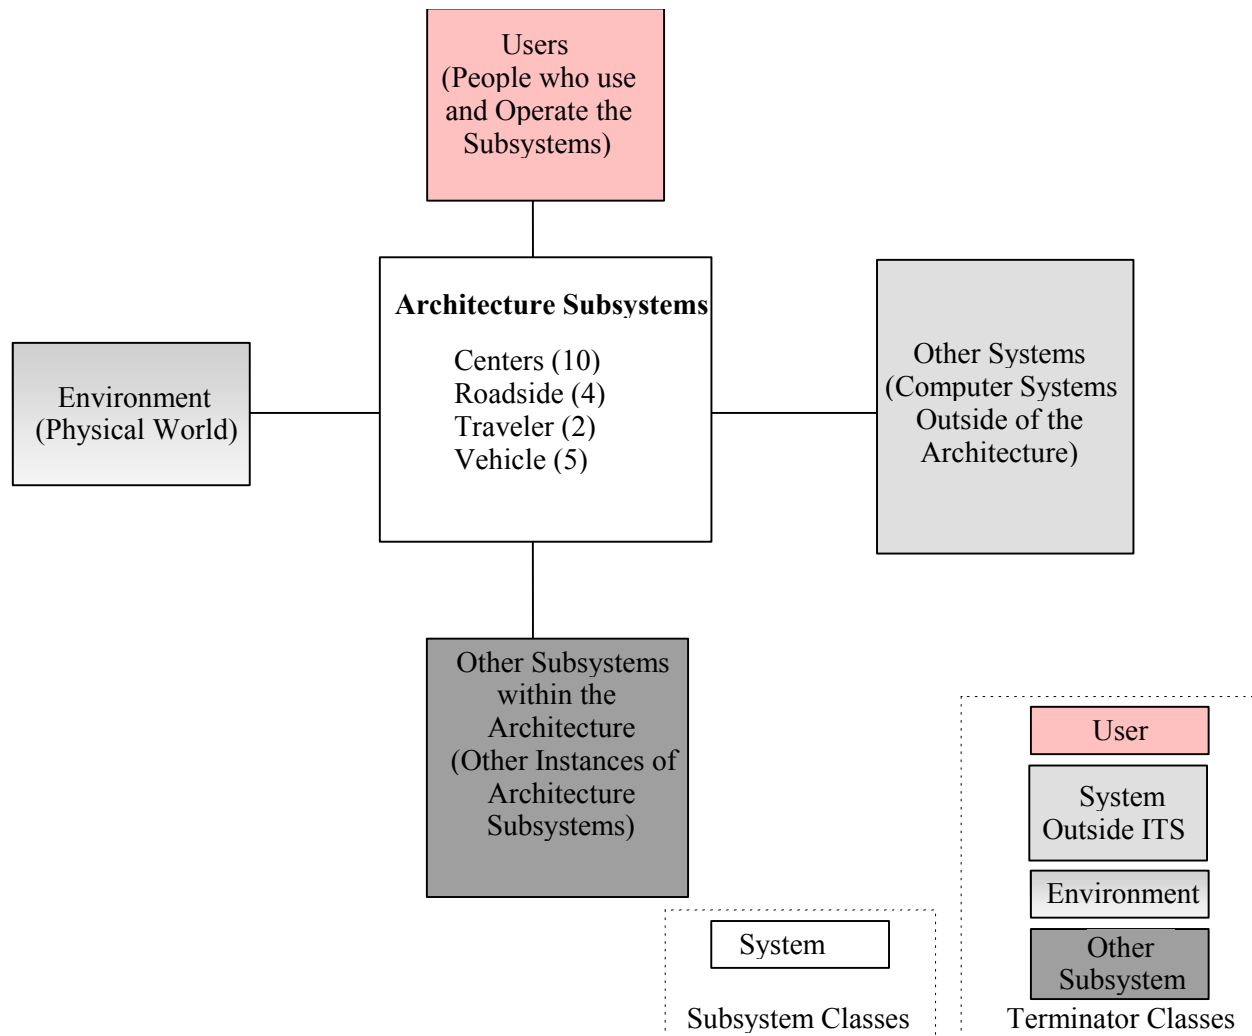 Users
(People who use
and Operate the
Subsystems)
Architecture Subsystems
Centers (10)
Roadside (4)
Traveler (2)
Vehicle (5)
Environment
(Physical World)
Other Systems
(Computer Systems
Outside of the
Architecture)
Other Subsystems
within the
Architecture
(Other Instances of
Architecture
Subsystems)
System
Subsystem Classes
User
System
Outside ITS
Environment
Other
Subsystem
Terminator Classes